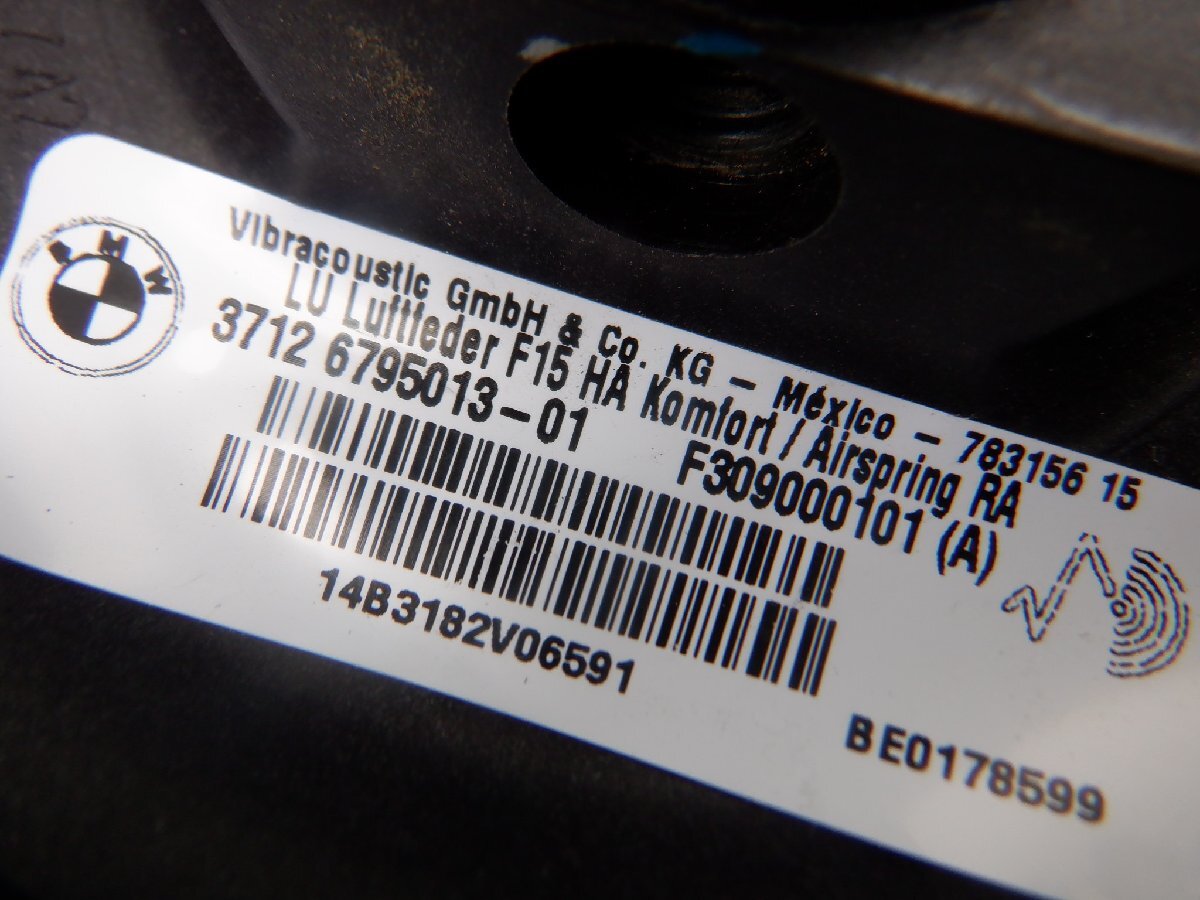 BMW
Vibracoustic GmbH & Co. KG – México – 783156 15
LU Luftfeder F15 HA Komfort / Airspring RA
3712 6795013-01 F309000101 (A)
14B3182V06591
BE0178599